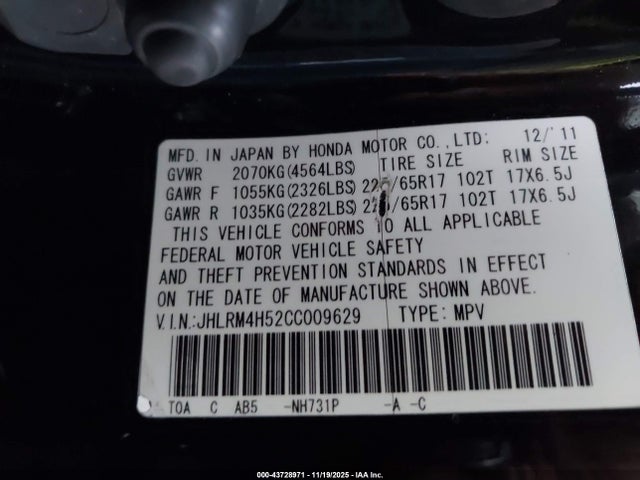 MFD. IN JAPAN BY HONDA MOTOR CO.,LTD: 12/'11
GVWR 2070KG(4564LBS) TIRE SIZE RIM SIZE
GAWR F 1055KG(2326LBS) 225/65R17 102T 17X6.5J
GAWR R 1035KG(2282LBS) /65R17 102T 17X6.5J
THIS VEHICLE CONFORMS TO ALL APPLICABLE
FEDERAL MOTOR VEHICLE SAFETY
AND THEFT PREVENTION STANDARDS IN EFFECT
ON THE DATE OF MANUFACTURE SHOWN ABOVE.
V.I.N.:JHLRM4H52CC009629 TYPE: MPV
TOA C AB5 -NH731P -A -C
000-43728971 - 11/19/2025 - IAA Inc.